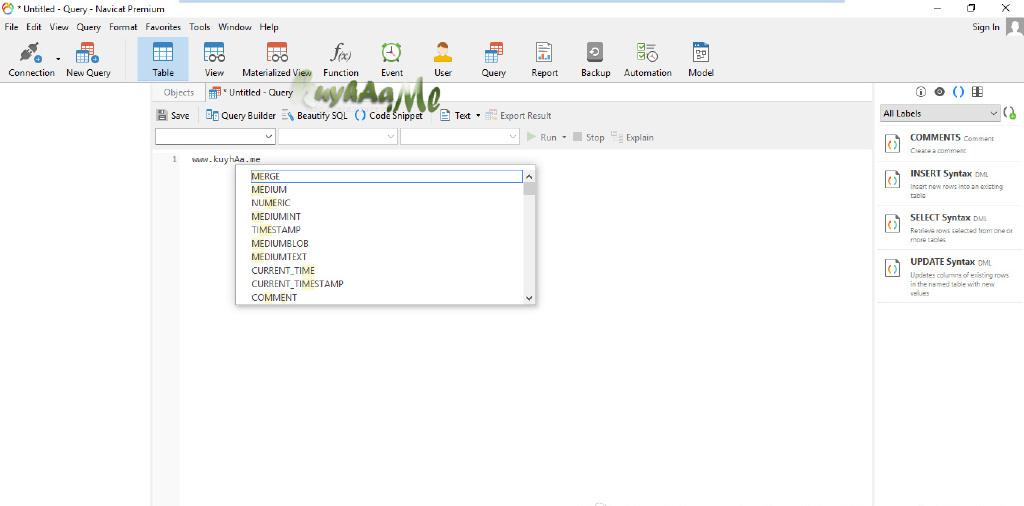 * Untitled - Query - Navicat Premium
File Edit View Query Format Favorites Tools Window Help Sign In
Connection New Query Table View Materialized View Function Event User Query Report Backup Automation Model
KuyhAaMe
Objects * Untitled - Query All Labels
Save Query Builder Beautify SQL () Code Snippet Text Export Result
Run Stop Explain
1 www.kuyhAa.me
MERGE
MEDIUM
NUMERIC
MEDIUMINT
TIMESTAMP
MEDIUMBLOB
MEDIUMTEXT
CURRENT_TIME
CURRENT_TIMESTAMP
COMMENT
COMMENTS Comment
Create a comment
INSERT Syntax DML
Insert new rows into an existing
table
SELECT Syntax DML
Retrieve rows selected from one or
more tables
UPDATE Syntax DML
Updates columns of existing rows
in the named table with new
values